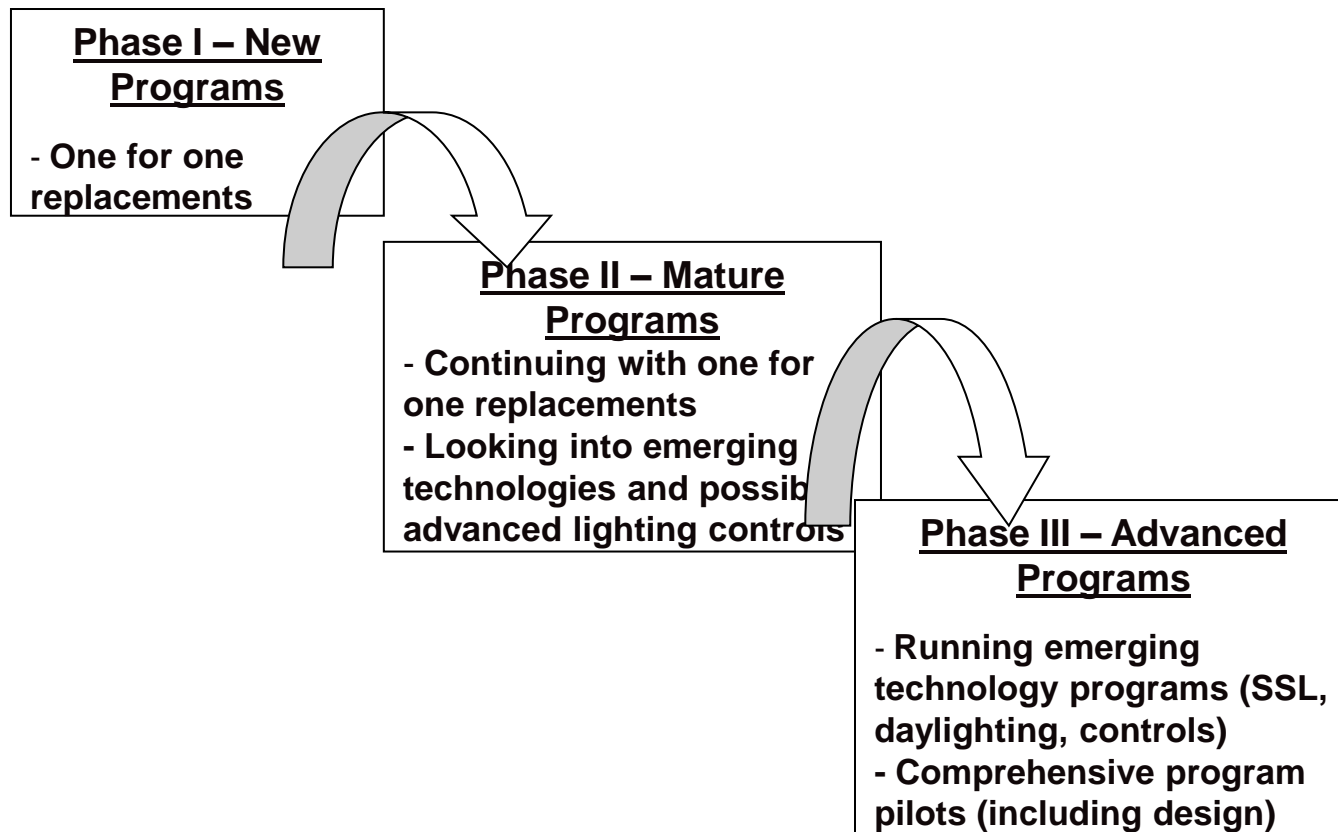 Phase I – New
Programs
- One for one
replacements
Phase II – Mature
Programs
- Continuing with one for
one replacements
- Looking into emerging
technologies and possib
advanced lighting controls
Phase III – Advanced
Programs
- Running emerging
technology programs (SSL,
daylighting, controls)
- Comprehensive program
pilots (including design)